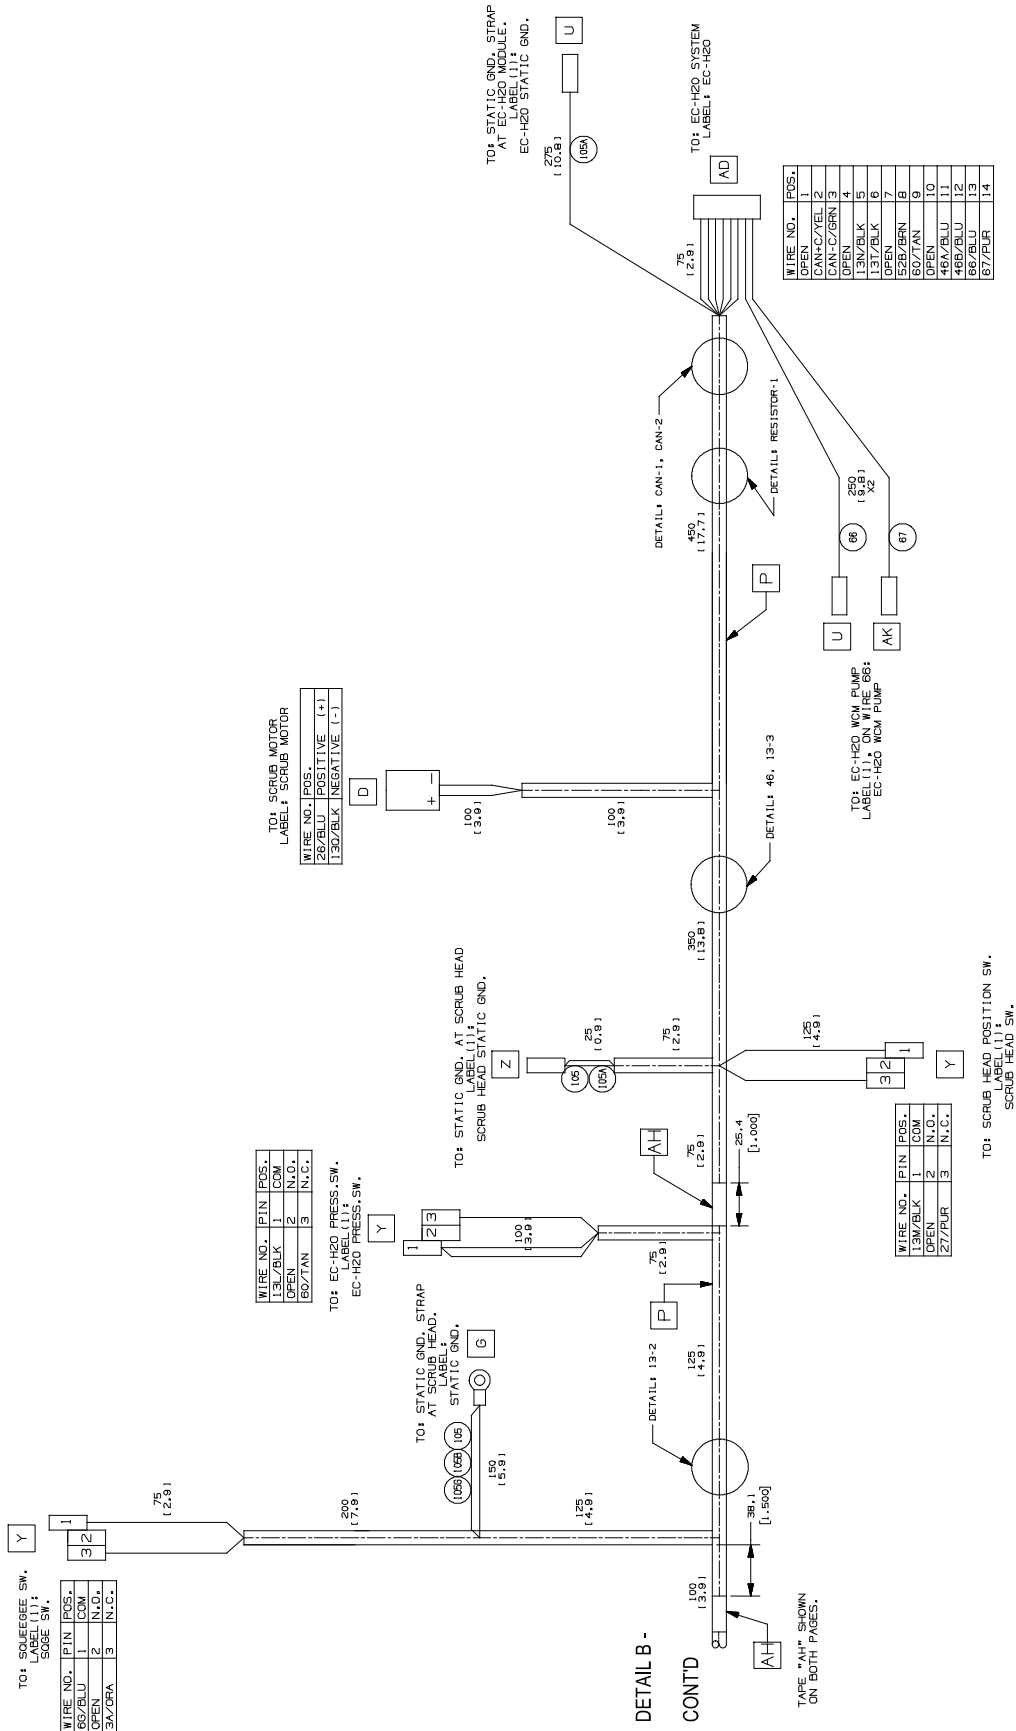 TO: SQUEEGEE SW.
LABEL(1):
SQGE SW.
WIRE NO. PIN POS.
6G/BLU 1 COM
OPEN 2 N.O.
3A/ORA 3 N.C.
Y
3 2 1
75
[2.9]
200
[7.9]
125
[4.9]
TO: STATIC GND. STRAP
AT SCRUB HEAD.
LABEL:
STATIC GND.
G
105G 105B 105
150
[5.9]
WIRE NO. PIN POS.
13L/BLK 1 COM
OPEN 2 N.O.
60/TAN 3 N.C.
TO: EC-H2O PRESS.SW.
LABEL(1):
EC-H2O PRESS.SW.
Y
1 2 3
100
[3.9]
75
[2.9]
TO: STATIC GND. AT SCRUB HEAD
LABEL(1):
SCRUB HEAD STATIC GND.
Z
105 105A
25
[0.9]
75
[2.9]
TO: SCRUB MOTOR
LABEL: SCRUB MOTOR
WIRE NO. POS.
26/BLU POSITIVE (+)
13Q/BLK NEGATIVE (-)
D
+ -
100
[3.9]
100
[3.9]
TO: STATIC GND. STRAP
AT EC-H2O MODULE.
LABEL(1):
EC-H2O STATIC GND.
U
275
[10.8]
105A
TO: EC-H2O SYSTEM
LABEL: EC-H2O
AD
75
[2.9]
WIRE NO. POS.
OPEN 1
CAN+C/YEL 2
CAN-C/GRN 3
OPEN 4
13N/BLK 5
13T/BLK 6
OPEN 7
52B/BRN 8
60/TAN 9
OPEN 10
46A/BLU 11
46B/BLU 12
66/BLU 13
67/PUR 14
DETAIL: CAN-1, CAN-2
DETAIL: RESISTOR-1
450
[17.7]
P
250
[9.8]
X2
66
67
U
AK
TO: EC-H2O WCM PUMP
LABEL(1), ON WIRE 66:
EC-H2O WCM PUMP
DETAIL: 46, 13-3
350
[13.8]
125
[4.9]
3 2 1
Y
WIRE NO. PIN POS.
13M/BLK 1 COM
OPEN 2 N.O.
27/PUR 3 N.C.
TO: SCRUB HEAD POSITION SW.
LABEL(1):
SCRUB HEAD SW.
AH
75
[2.9]
25.4
[1.000]
P
125
[4.9]
DETAIL: 13-2
38.1
[1.500]
100
[3.9]
AH
TAPE "AH" SHOWN
ON BOTH PAGES.
DETAIL B -
CONT'D